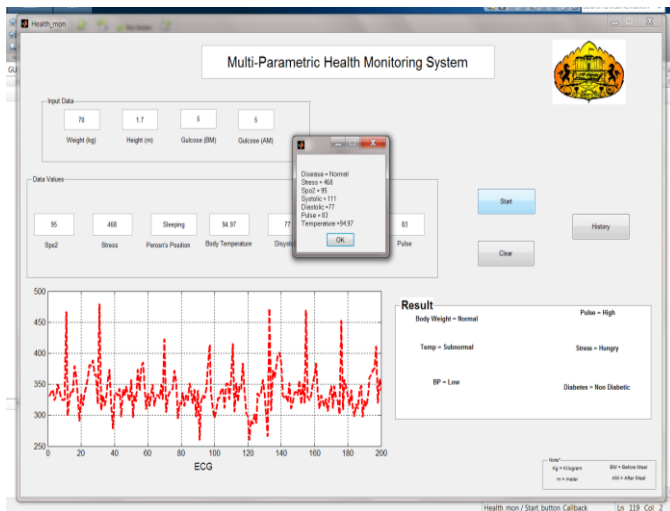 Health_mon
Multi-Parametric Health Monitoring System
Input Data
70
1.7
5
5
Weight (kg)
Height (m)
Gulcose (BM)
Gulcose (AM)
Disease = Normal
Stress = 468
Spo2 = 95
Systolic = 111
Diastolic =77
Pulse = 83
Temperature =94.97
OK
Data Values
95
468
Sleeping
94.97
77
83
Spo2
Stress
Perosn's Position
Body Temperature
Pulse
Start
History
Clear
500
450
400
350
300
250
0 20 40 60 80 100 120 140 160 180 200
ECG
Result
Body Weight = Normal
Pulse = High
Temp = Subnormal
Stress = Hungry
BP = Low
Diabetes = Non Diabetic
Note*
Kg = Kilogram
BM = Before Meal
m = meter
AM = After Meal
Health mon / Start button Callback
Ln 119 Col 2